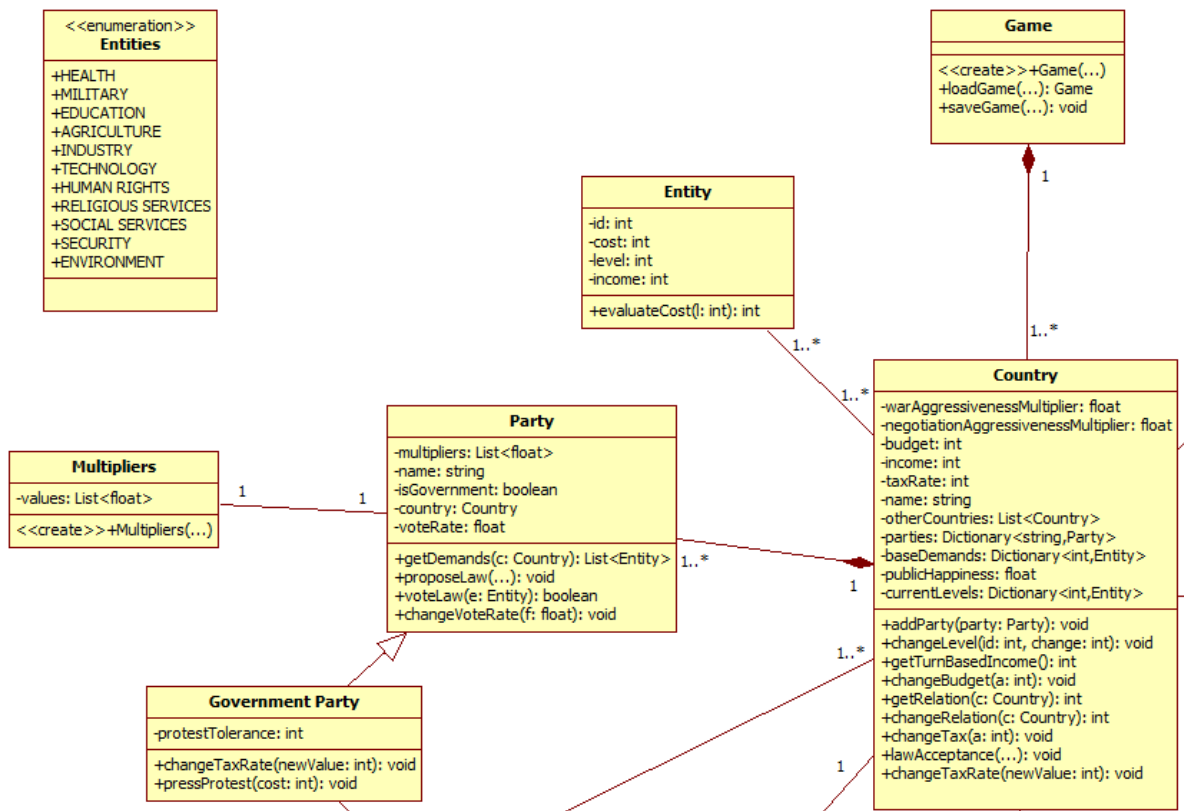 <<enumeration>>
Entities
+HEALTH
+MILITARY
+EDUCATION
+AGRICULTURE
+INDUSTRY
+TECHNOLOGY
+HUMAN RIGHTS
+RELIGIOUS SERVICES
+SOCIAL SERVICES
+SECURITY
+ENVIRONMENT
Game
<<create>>+Game(...)
+loadGame(...): Game
+saveGame(...): void
1
1..*
Entity
-id: int
-cost: int
-level: int
-income: int
+evaluateCost(l: int): int
1..*
1..*
Country
-warAggressivenessMultiplier: float
-negotiationAggressivenessMultiplier: float
-budget: int
-income: int
-taxRate: int
-name: string
-otherCountries: List<Country>
-parties: Dictionary<string,Party>
-baseDemands: Dictionary<int,Entity>
-publicHappiness: float
-currentLevels: Dictionary<int,Entity>
+addParty(party: Party): void
+changeLevel(id: int, change: int): void
+getTurnBasedIncome(): int
+changeBudget(a: int): void
+getRelation(c: Country): int
+changeRelation(c: Country): int
+changeTax(a: int): void
+lawAcceptance(...): void
+changeTaxRate(newValue: int): void
Party
-multipliers: List<float>
-name: string
-isGovernment: boolean
-country: Country
-voteRate: float
+getDemands(c: Country): List<Entity>
+proposeLaw(...): void
+voteLaw(e: Entity): boolean
+changeVoteRate(f: float): void
1..*
1
Multipliers
-values: List<float>
<<create>>+Multipliers(...)
1
1
Government Party
-protestTolerance: int
+changeTaxRate(newValue: int): void
+pressProtest(cost: int): void
1..*
1